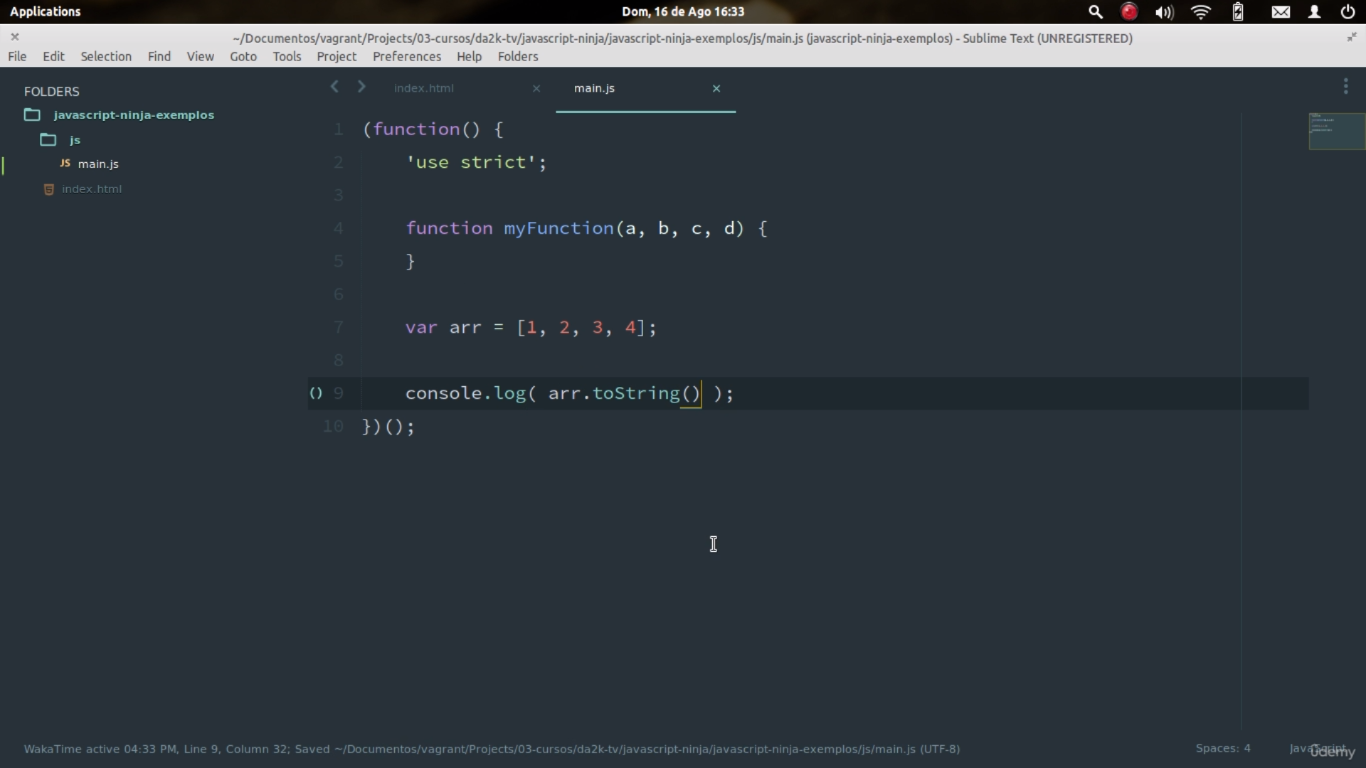 Applications
Dom, 16 de Ago 16:33
~/Documentos/vagrant/Projects/03-cursos/da2k-tv/javascript-ninja/javascript-ninja-exemplos/js/main.js (javascript-ninja-exemplos) - Sublime Text (UNREGISTERED)
File Edit Selection Find View Goto Tools Project Preferences Help Folders
FOLDERS
javascript-ninja-exemplos
js
JS main.js
index.html
index.html × main.js ×
1 (function() {
2 'use strict';
3
4 function myFunction(a, b, c, d) {
5 }
6
7 var arr = [1, 2, 3, 4];
8
() 9 console.log( arr.toString() );
10 })();
WakaTime active 04:33 PM, Line 9, Column 32; Saved ~/Documentos/vagrant/Projects/03-cursos/da2k-tv/javascript-ninja/javascript-ninja-exemplos/js/main.js (UTF-8)
Spaces: 4
JavaScript
ûdemy